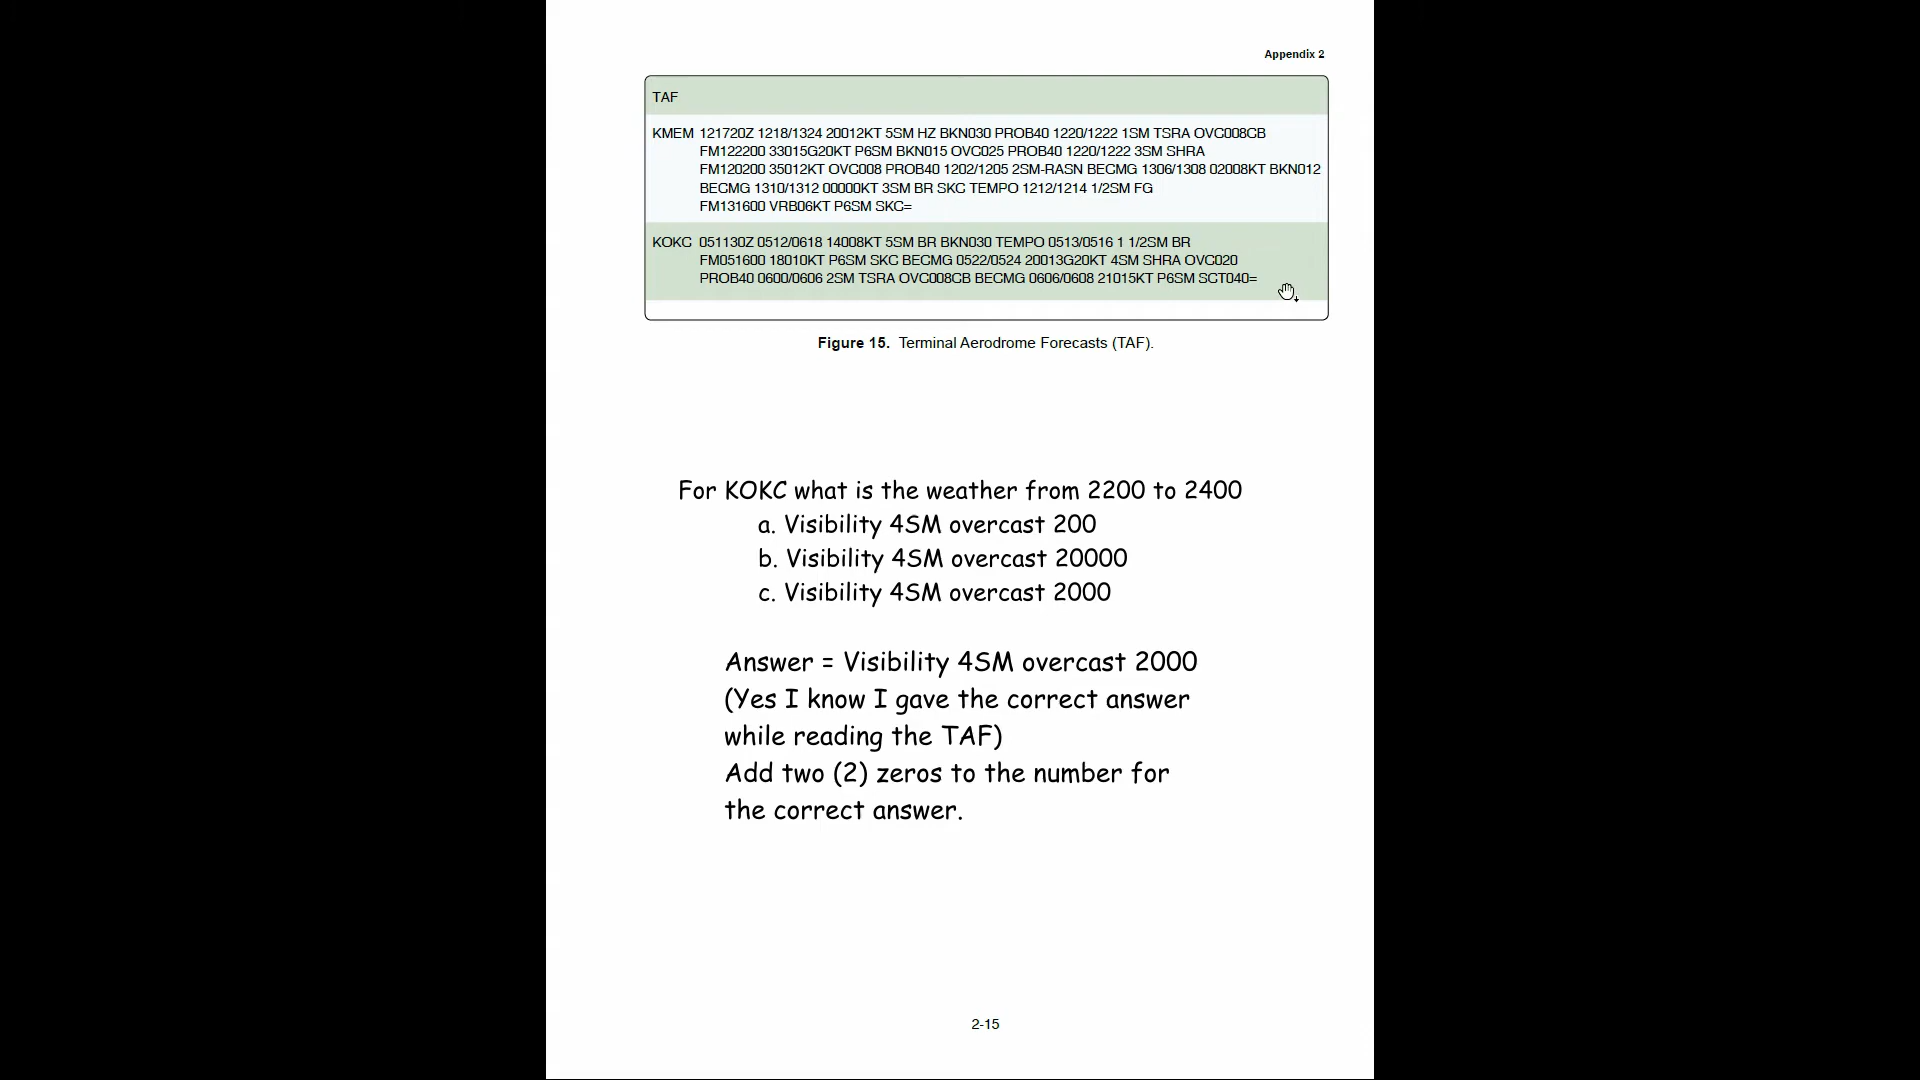 Appendix 2
TAF
KMEM 121720Z 1218/1324 20012KT 5SM HZ BKN030 PROB40 1220/1222 1SM TSRA OVC008CB
FM122200 33015G20KT P6SM BKN015 OVC025 PROB40 1220/1222 3SM SHRA
FM120200 35012KT OVC008 PROB40 1202/1205 2SM-RASN BECMG 1306/1308 02008KT BKN012
BECMG 1310/1312 00000KT 3SM BR SKC TEMPO 1212/1214 1/2SM FG
FM131600 VRB06KT P6SM SKC=
KOKC 051130Z 0512/0618 14008KT 5SM BR BKN030 TEMPO 0513/0516 1 1/2SM BR
FM051600 18010KT P6SM SKC BECMG 0522/0524 20013G20KT 4SM SHRA OVC020
PROB40 0600/0606 2SM TSRA OVC008CB BECMG 0606/0608 21015KT P6SM SCT040=
Figure 15. Terminal Aerodrome Forecasts (TAF).
For KOKC what is the weather from 2200 to 2400
a. Visibility 4SM overcast 200
b. Visibility 4SM overcast 20000
c. Visibility 4SM overcast 2000
Answer = Visibility 4SM overcast 2000
(Yes I know I gave the correct answer
while reading the TAF)
Add two (2) zeros to the number for
the correct answer.
2-15